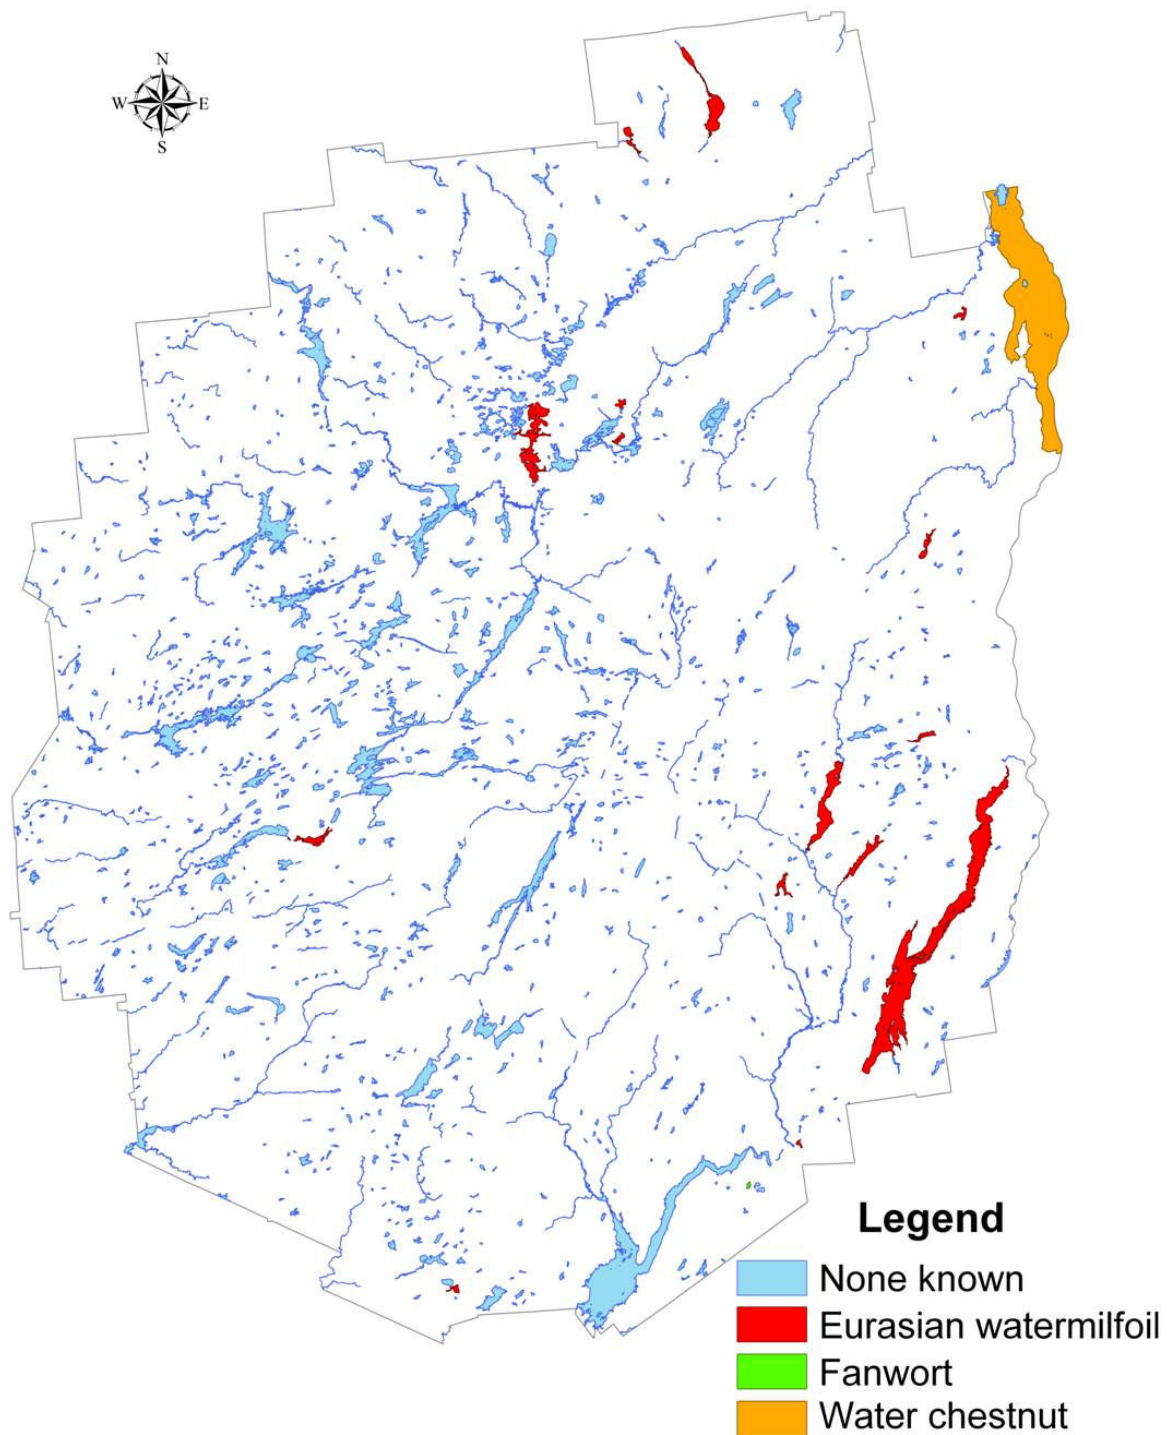 N
W E
S
Legend
None known
Eurasian watermilfoil
Fanwort
Water chestnut